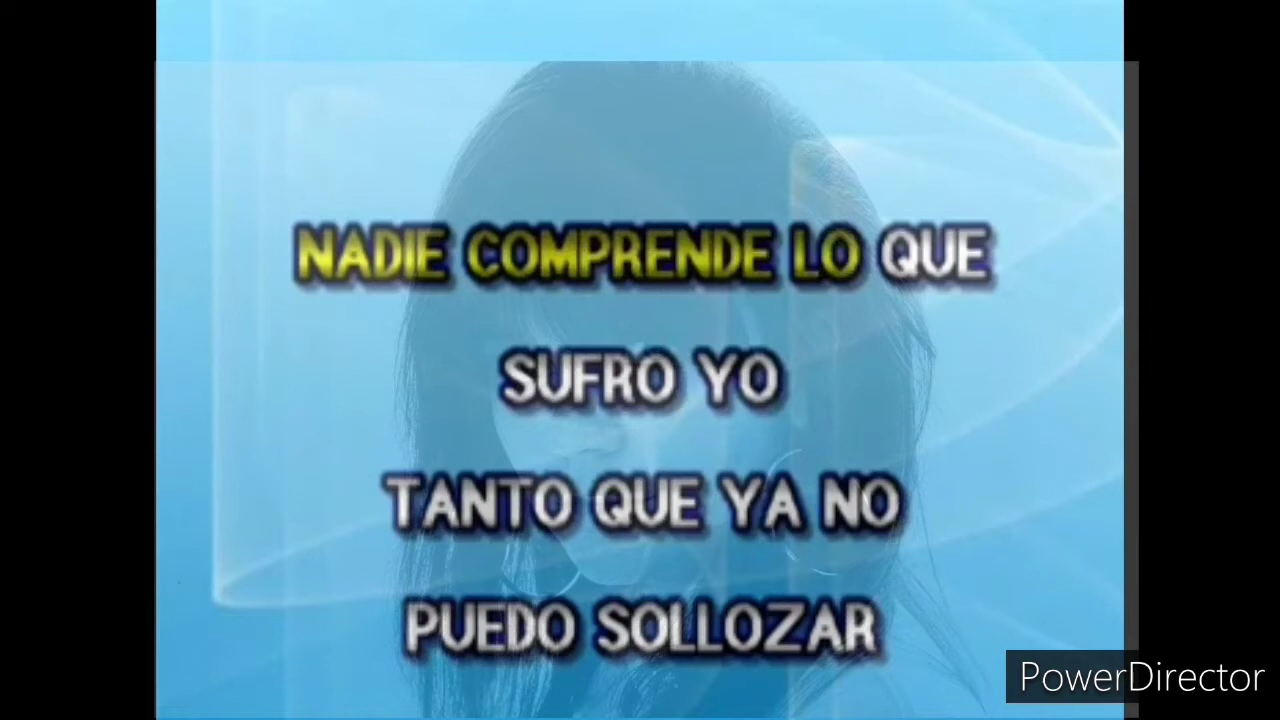 NADIE COMPRENDE LO QUE
SUFRO YO
TANTO QUE YA NO
PUEDO SOLLOZAR
PowerDirector